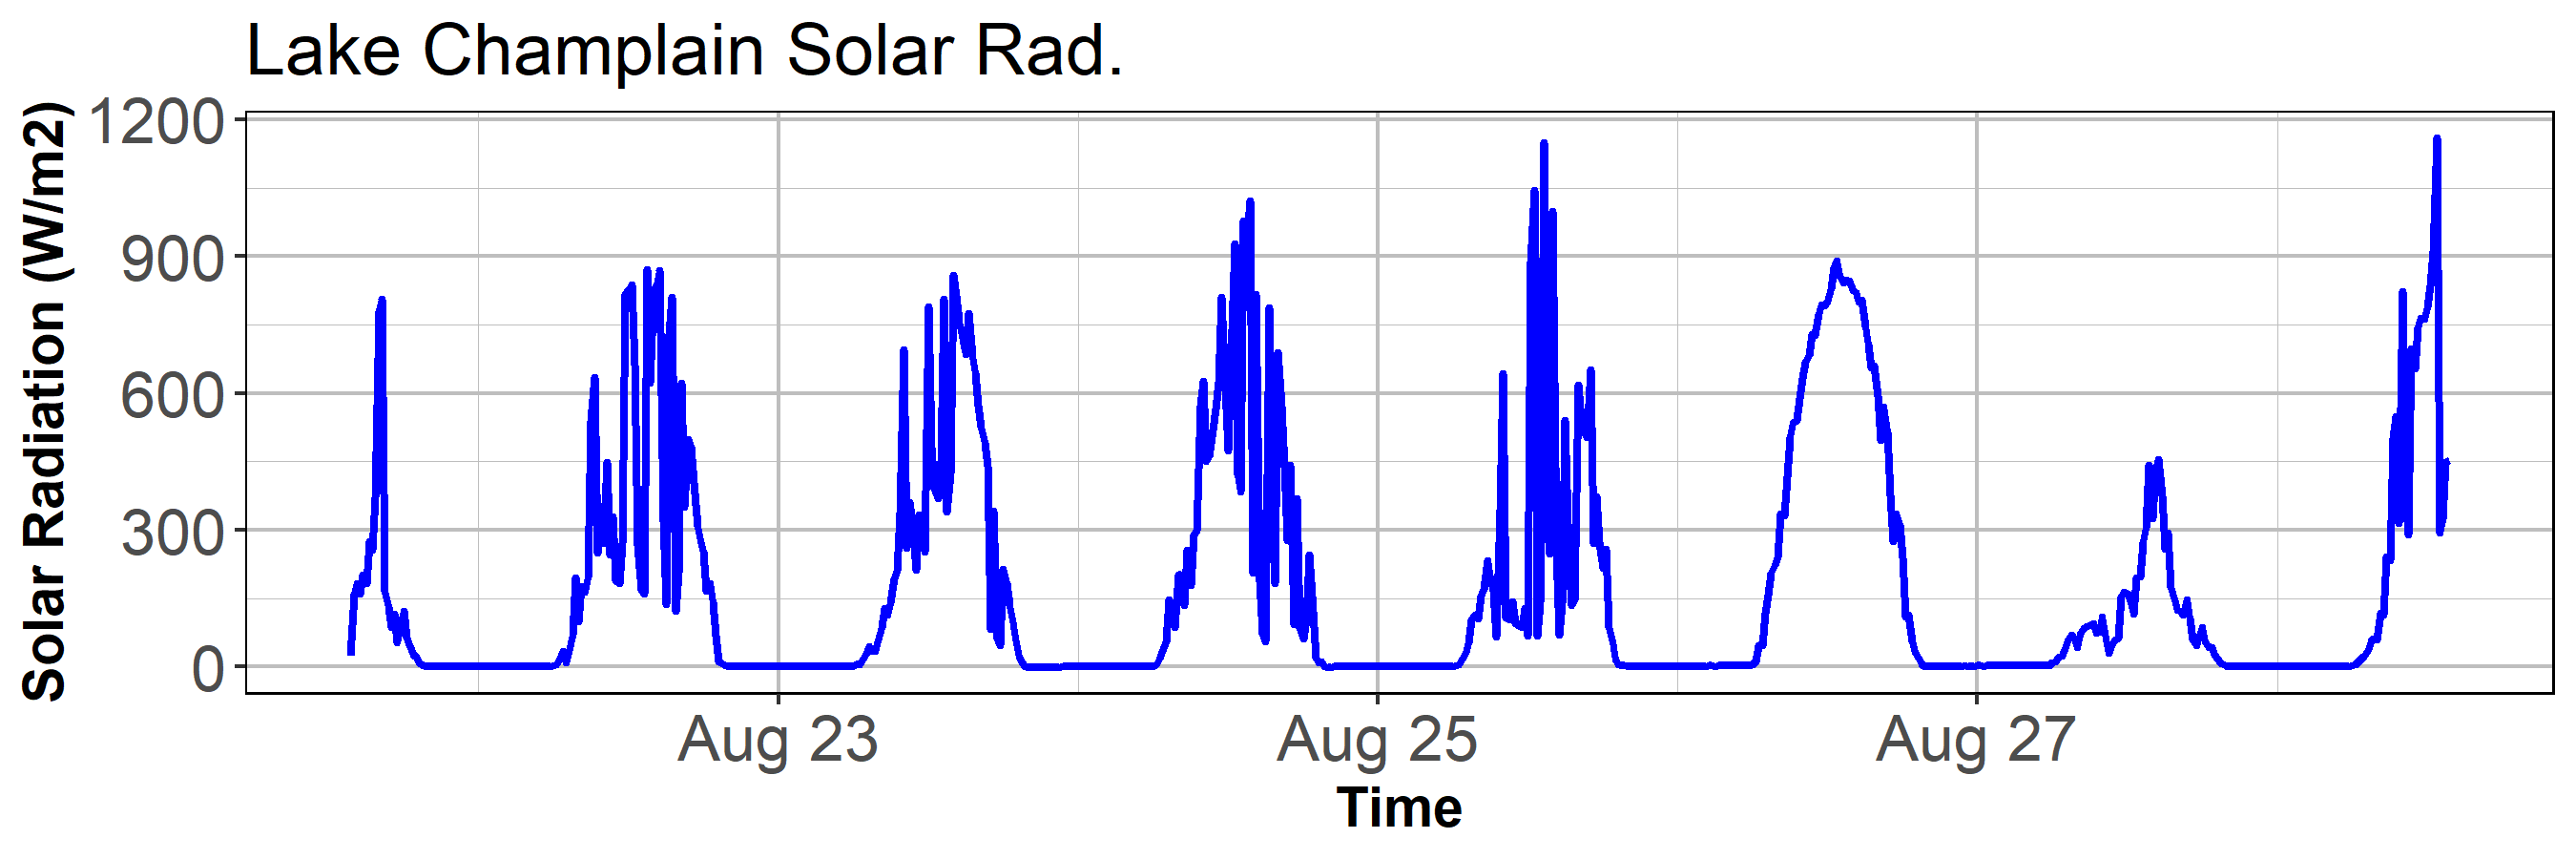 Lake Champlain Solar Rad.
Solar Radiation (W/m2)
1200
900
600
300
0
Aug 23 Aug 25 Aug 27
Time